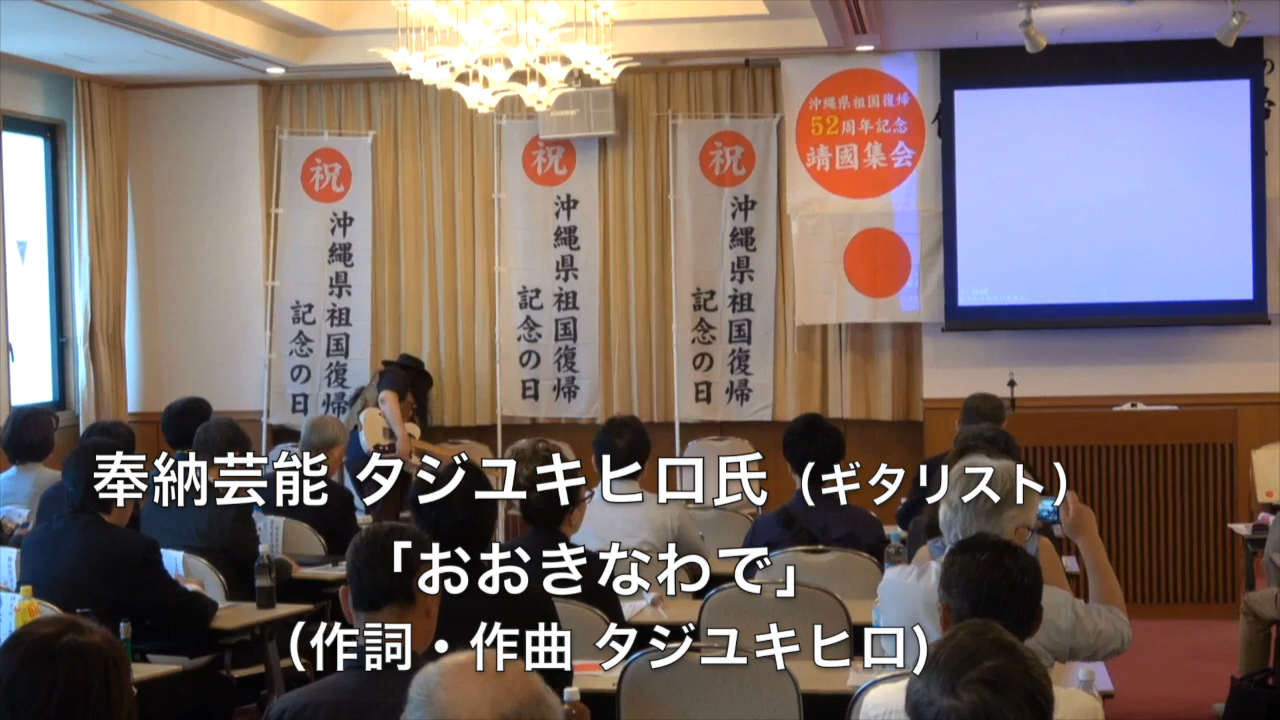 祝
沖縄県祖国復帰
記念の日
祝
沖縄県祖国復帰
記念の日
祝
沖縄県祖国復帰
記念の日
沖縄県祖国復帰
52周年記念
靖國集会
奉納芸能 タジユキヒロ氏（ギタリスト）
「おおきなわで」
（作詞・作曲 タジユキヒロ）